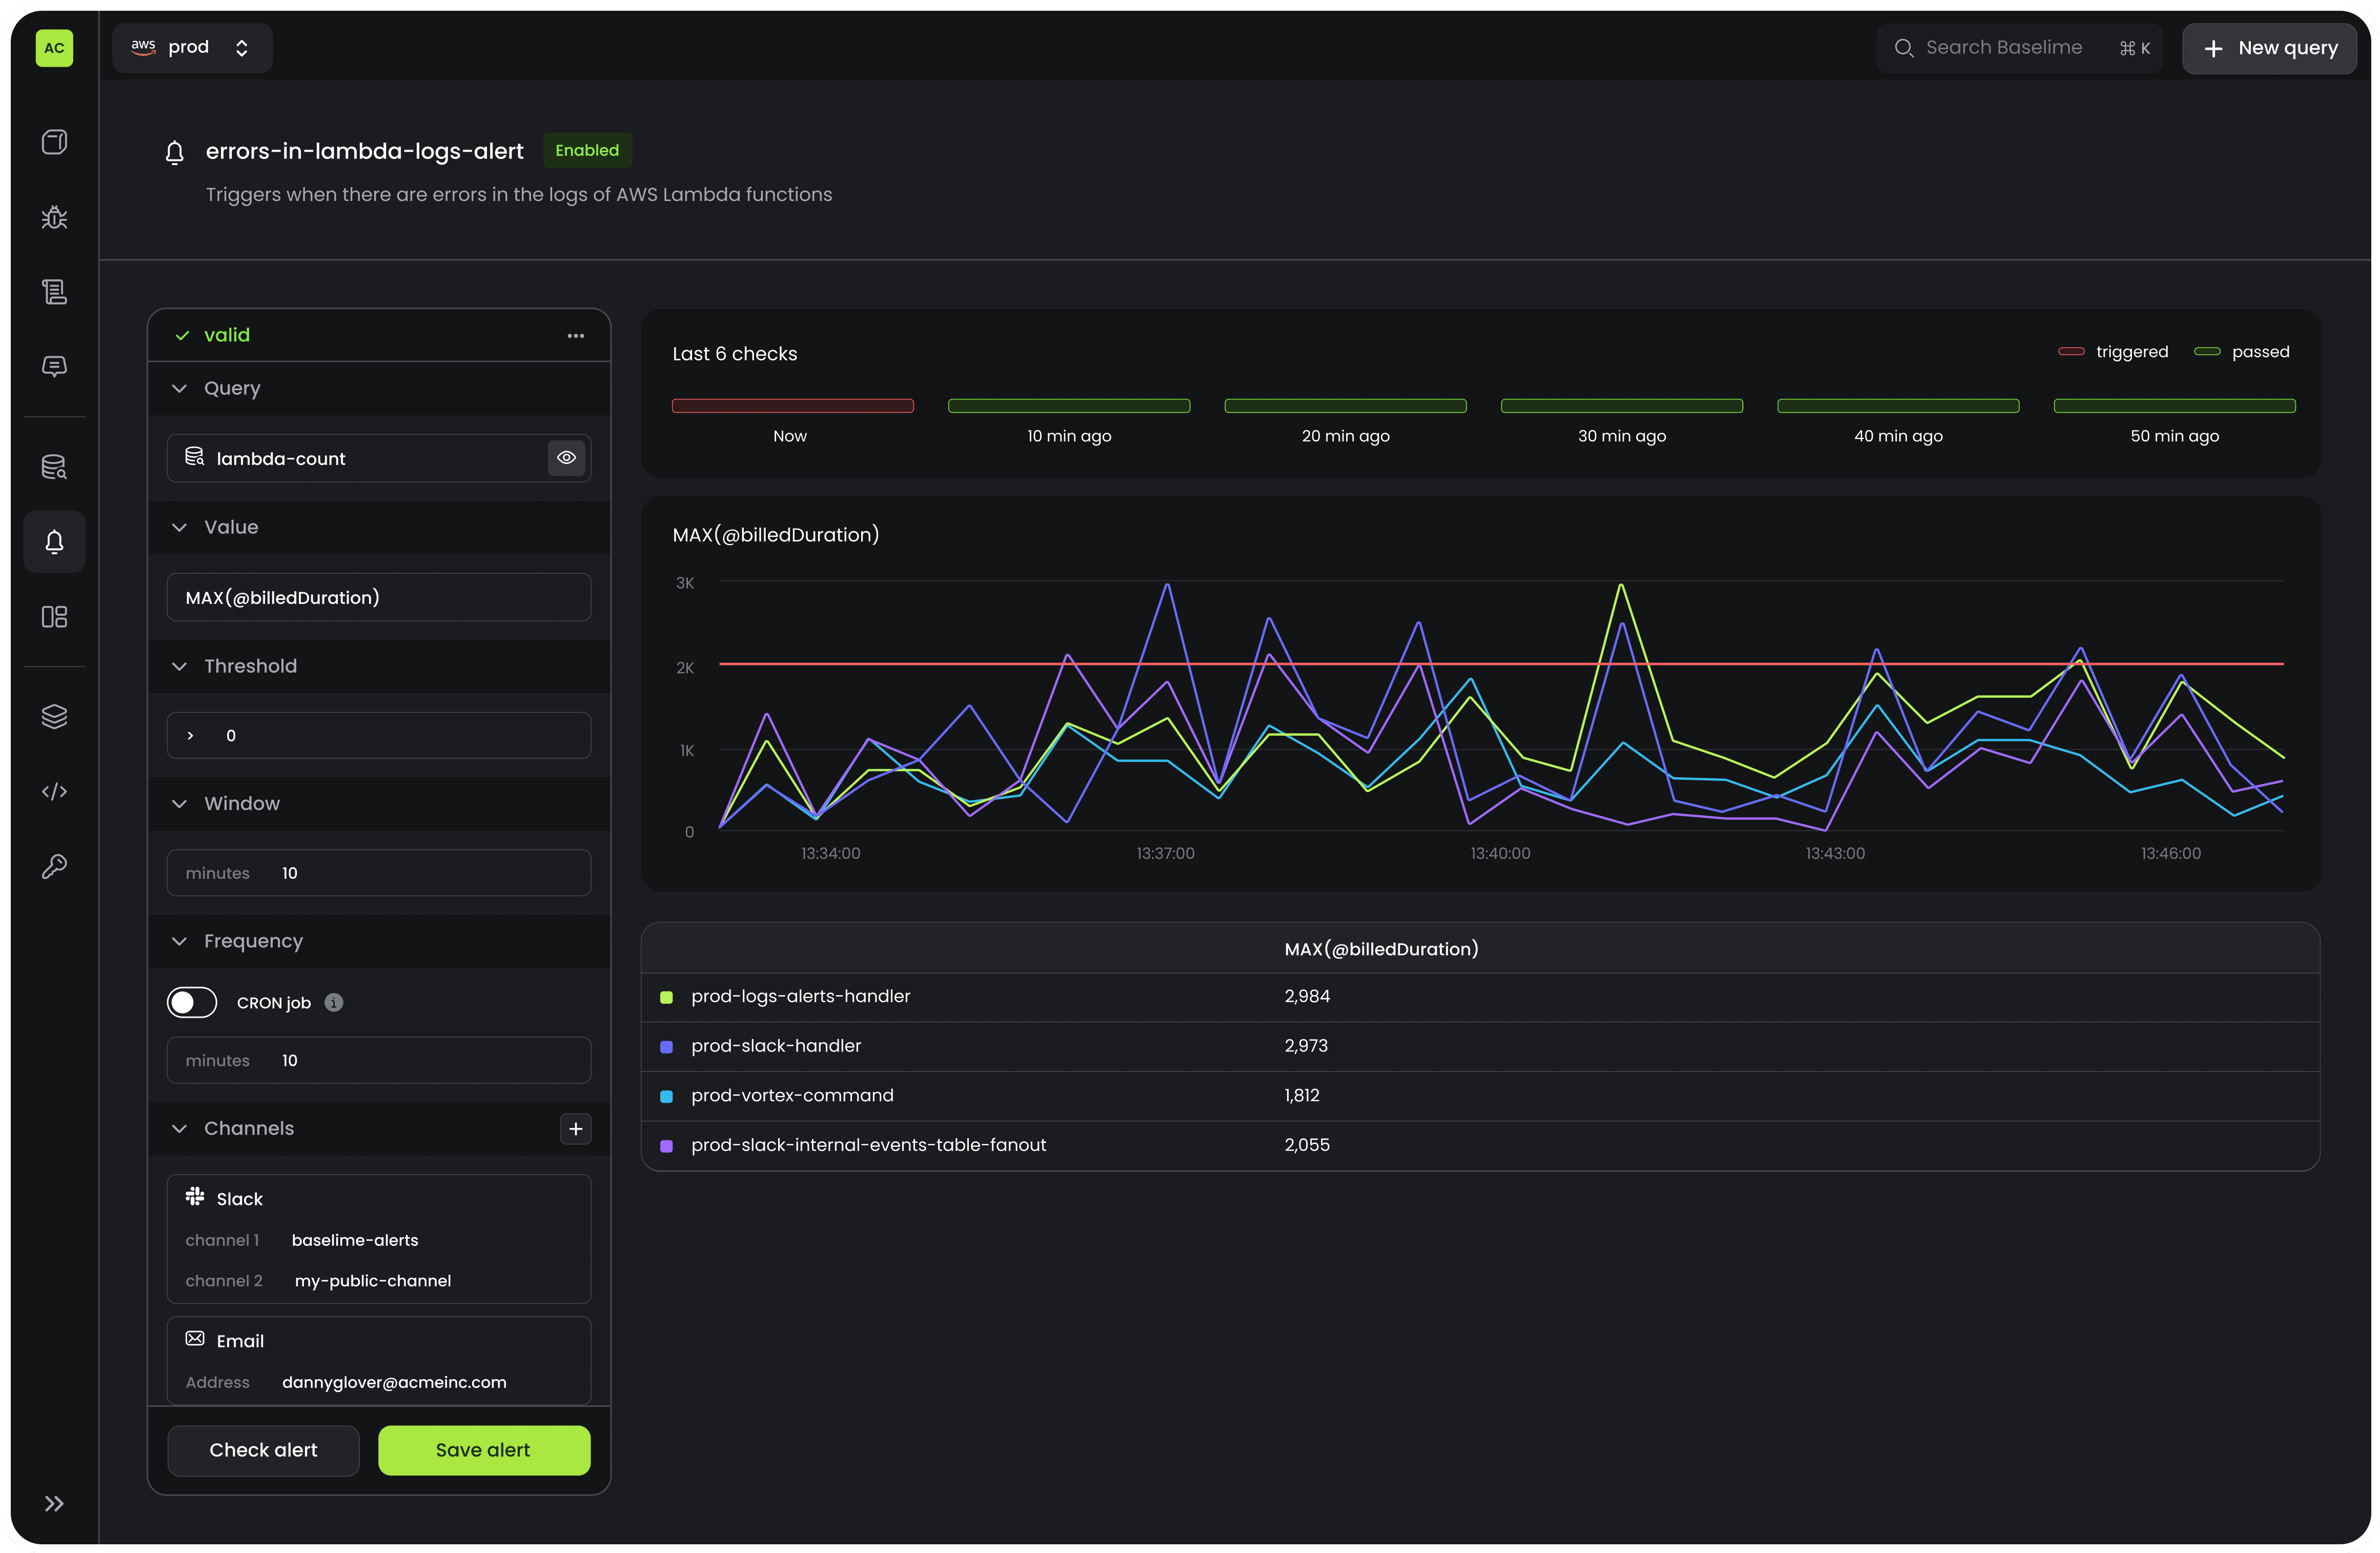 AC
aws prod
Search Baselime ⌘ K
+ New query
errors-in-lambda-logs-alert Enabled
Triggers when there are errors in the logs of AWS Lambda functions
valid
Query
lambda-count
Value
MAX(@billedDuration)
Threshold
> 0
Window
minutes 10
Frequency
CRON job i
minutes 10
Channels
Slack
channel 1 baselime-alerts
channel 2 my-public-channel
Email
Address dannyglover@acmeinc.com
Check alert
Save alert
Last 6 checks
triggered passed
Now 10 min ago 20 min ago 30 min ago 40 min ago 50 min ago
MAX(@billedDuration)
3K
2K
1K
0
13:34:00 13:37:00 13:40:00 13:43:00 13:46:00
MAX(@billedDuration)
prod-logs-alerts-handler 2,984
prod-slack-handler 2,973
prod-vortex-command 1,812
prod-slack-internal-events-table-fanout 2,055